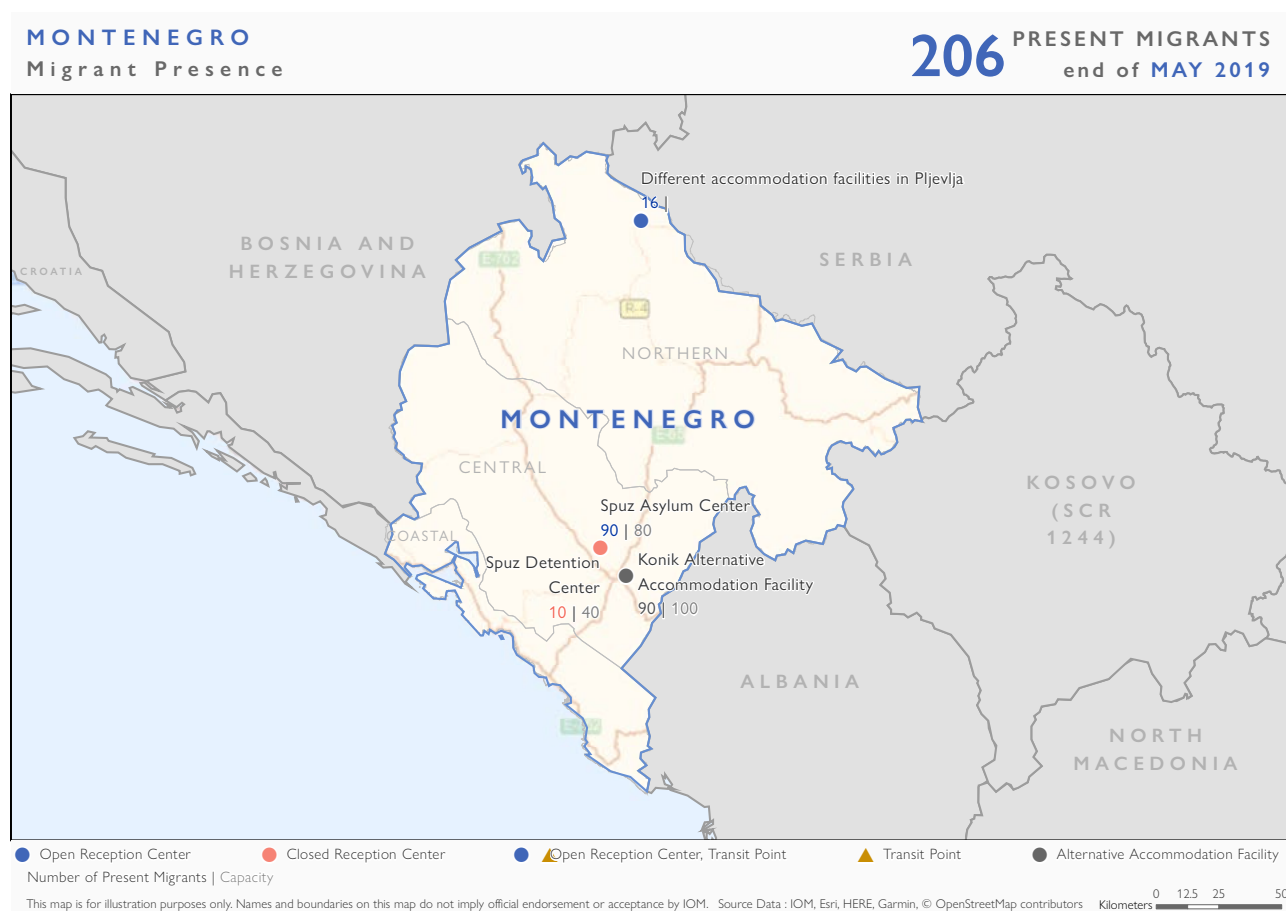 MONTENEGRO
Migrant Presence
206 PRESENT MIGRANTS
end of MAY 2019
Different accommodation facilities in Pljevlja
16 |
BOSNIA AND
HERZEGOVINA
CROATIA
SERBIA
E-762
R-4
NORTHERN
MONTENEGRO
E-65
CENTRAL
KOSOVO
(SCR
1244)
Spuz Asylum Center
90 | 80
COASTAL
Spuz Detention
Center
10 | 40
Konik Alternative
Accommodation Facility
90 | 100
ALBANIA
NORTH
MACEDONIA
Open Reception Center
Closed Reception Center
Open Reception Center, Transit Point
Transit Point
Alternative Accommodation Facility
Number of Present Migrants | Capacity
This map is for illustration purposes only. Names and boundaries on this map do not imply official endorsement or acceptance by IOM. Source Data : IOM, Esri, HERE, Garmin, © OpenStreetMap contributors
Kilometers
0 12.5 25 50